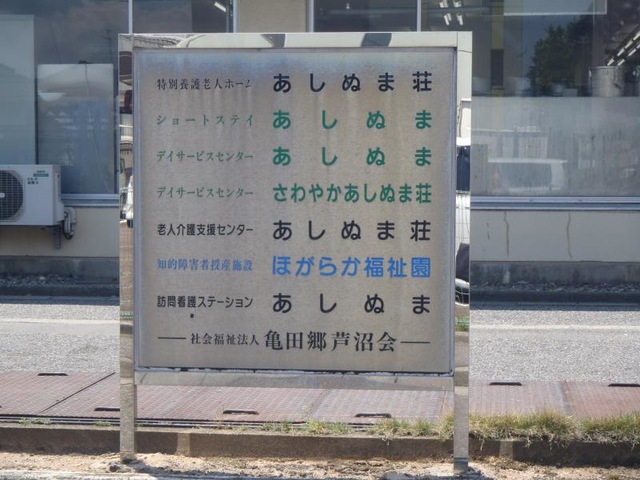 特別養護老人ホーム あしぬま荘
ショートステイ あしぬま
デイサービスセンター あしぬま
デイサービスセンター さわやかあしぬま荘
老人介護支援センター あしぬま荘
知的障害者授産施設 ほがらか福祉園
訪問看護ステーション あしぬま
社会福祉法人 亀田郷芦沼会